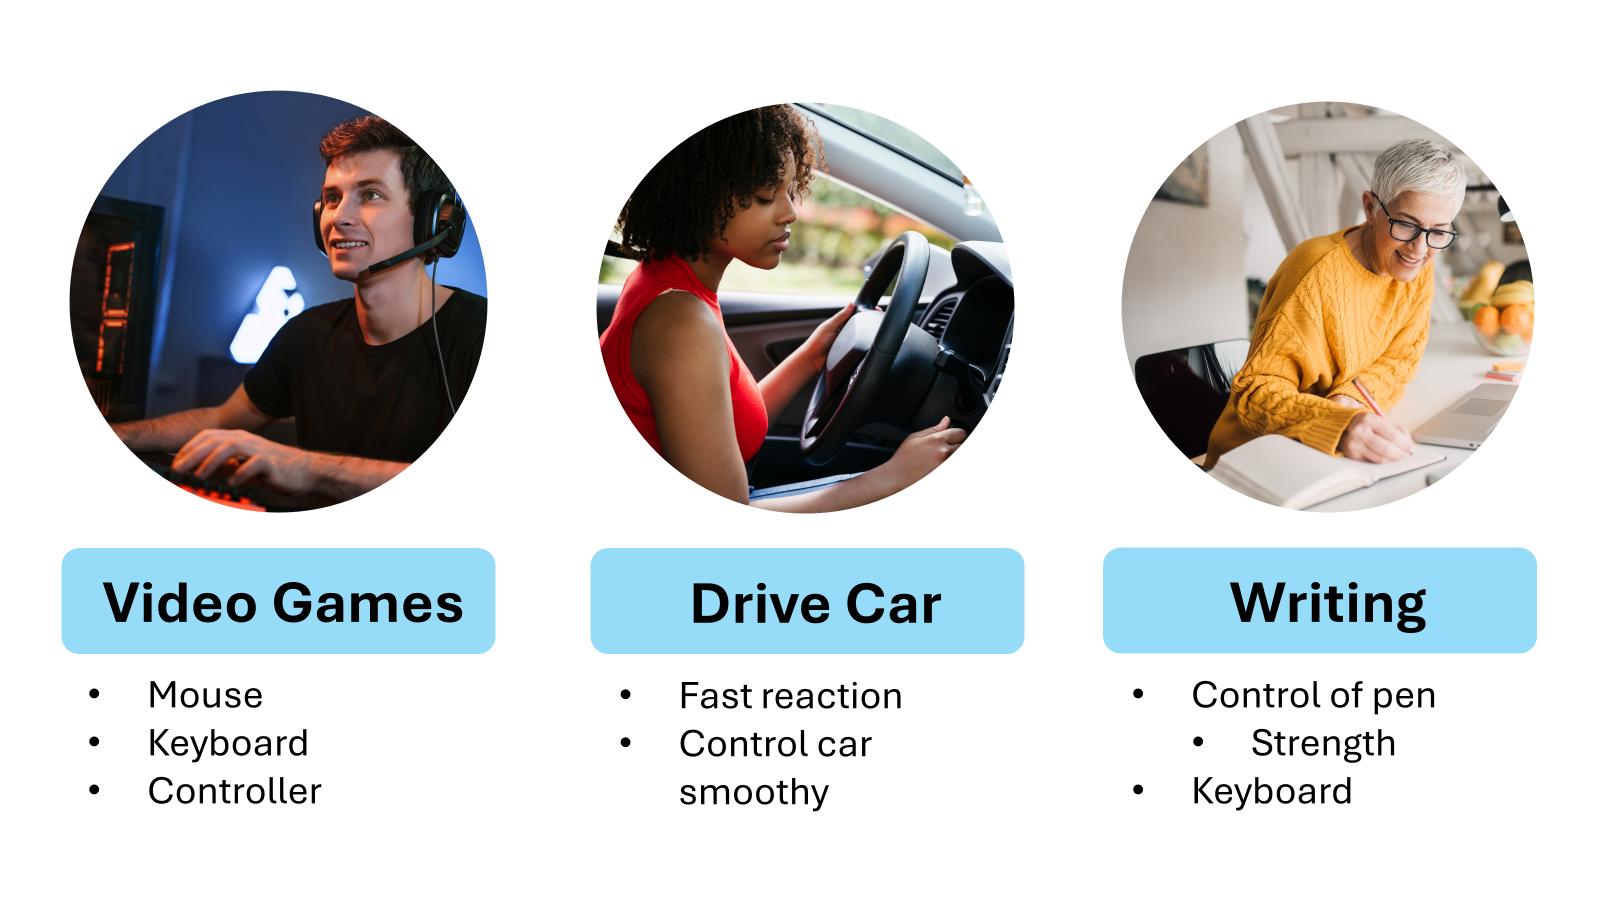 Video Games
• Mouse
• Keyboard
• Controller
Drive Car
• Fast reaction
• Control car
smoothy
Writing
• Control of pen
• Strength
• Keyboard